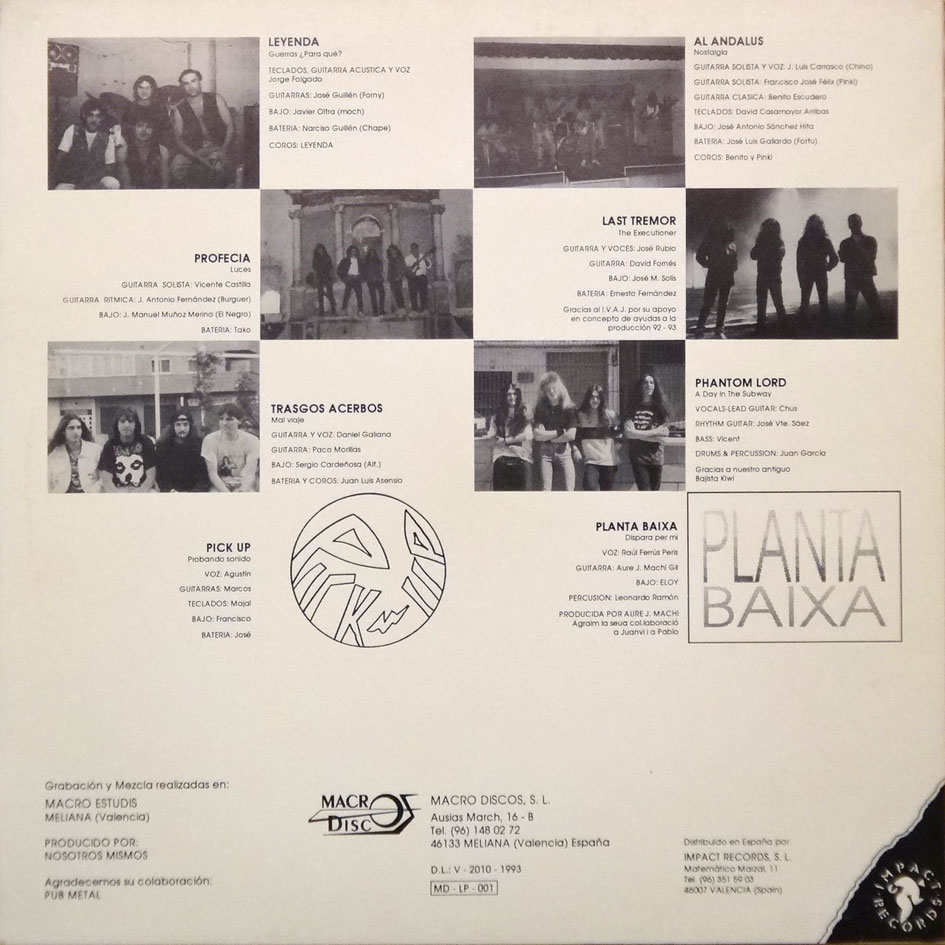 LEYENDA
Guerras ¿Para qué?
TECLADOS, GUITARRA ACUSTICA Y VOZ
Jorge Folgado
GUITARRAS: José Guillén (Forny)
BAJO: Javier Oltra (moch)
BATERIA: Narciso Guillén (Chape)
COROS: LEYENDA
AL ANDALUS
Nostalgia
GUITARRA SOLISTA Y VOZ: J. Luis Carrasco (Chino)
GUITARRA SOLISTA: Francisco José Félix (Pinki)
GUITARRA CLASICA: Benito Escudero
TECLADOS: David Casamayor Arribas
BAJO: José Antonio Sánchez Hita
BATERIA: José Luis Gallardo (Fortu)
COROS: Benito y Pinki
PROFECIA
Luces
GUITARRA SOLISTA: Vicente Castilla
GUITARRA RITMICA: J. Antonio Fernández (Burguer)
BAJO: J. Manuel Muñoz Merino (El Negro)
BATERIA: Tako
LAST TREMOR
The Executioner
GUITARRA Y VOCES: José Rubio
GUITARRA: David Fornés
BAJO: José M. Solis
BATERIA: Ernesto Fernández
Gracias al I.V.A.J. por su apoyo
en concepto de ayudas a la
producción 92 - 93
TRASGOS ACERBOS
Mal viaje
GUITARRA Y VOZ: Daniel Galiana
GUITARRA: Paco Morillas
BAJO: Sergio Cardeñosa (Alf.)
BATERIA Y COROS: Juan Luis Asensio
PHANTOM LORD
A Day In The Subway
VOCALS-LEAD GUITAR: Chus
RHYTHM GUITAR: José Vte. Sáez
BASS: Vicent
DRUMS & PERCUSSION: Juan García
Gracias a nuestro antiguo
Bajista Kiwi
PICK UP
Probando sonido
VOZ: Agustín
GUITARRAS: Marcos
TECLADOS: Majal
BAJO: Francisco
BATERIA: José
PICK UP
PLANTA BAIXA
Dispara per mi
VOZ: Raúl Ferrús Peris
GUITARRA: Aure J. Machi Gil
BAJO: ELOY
PERCUSION: Leonardo Ramón
PRODUCIDA POR AURE J. MACHI
Agraim la seua col.laboració
a Juanvi i a Pablo
PLANTA
BAIXA
Grabación y Mezcla realizadas en:
MACRO ESTUDIS
MELIANA (Valencia)
PRODUCIDO POR:
NOSOTROS MISMOS
Agradecemos su colaboración:
PUB METAL
MACRO
DISCOS
MACRO DISCOS, S. L.
Ausias March, 16 - B
Tel. (96) 148 02 72
46133 MELIANA (Valencia) España
D.L.: V - 2010 - 1993
MD - LP - 001
Distribuido en España por:
IMPACT RECORDS, S. L.
Matemático Marzal, 11
Tel. (96) 351 59 03
46007 VALENCIA (Spain)
IMPACT
RECORDS